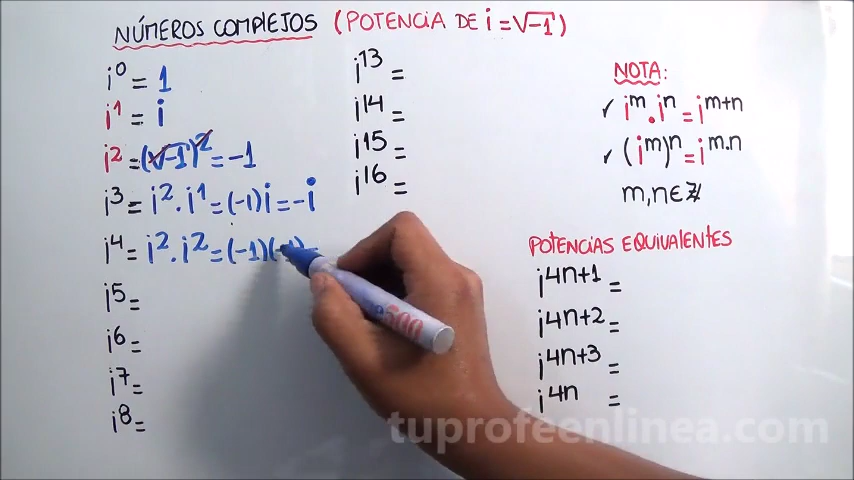 NÚMEROS COMPLEJOS (POTENCIA DE i = √-1)
i⁰ = 1
i¹ = i
i² = (√-1)² = -1
i³ = i² . i¹ = (-1)i = -i
i⁴ = i² . i² = (-1)(-1) =
i⁵ =
i⁶ =
i⁷ =
i⁸ =
i¹³ =
i¹⁴ =
i¹⁵ =
i¹⁶ =
NOTA:
✓ iᵐ . iⁿ = iᵐ⁺ⁿ
✓ (iᵐ)ⁿ = iᵐ·ⁿ
m,n ∈ ℤ
POTENCIAS EQUIVALENTES
i⁴ⁿ⁺¹ =
i⁴ⁿ⁺² =
i⁴ⁿ⁺³ =
i⁴ⁿ =
tuprofeenlinea.com